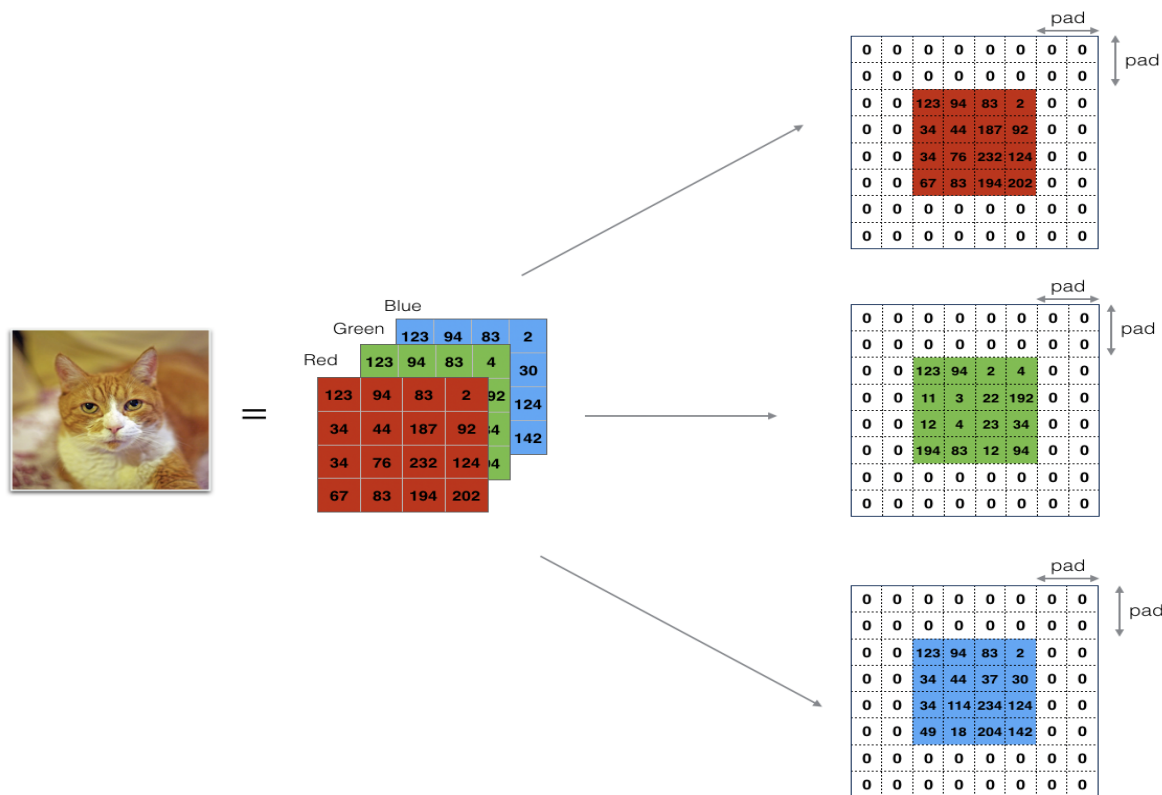 pad
0 0 0 0 0 0 0 0
pad
0 0 0 0 0 0 0 0
0 0 123 94 83 2 0 0
0 0 34 44 187 92 0 0
0 0 34 76 232 124 0 0
0 0 67 83 194 202 0 0
0 0 0 0 0 0 0 0
0 0 0 0 0 0 0 0
Blue
123 94 83 2
30
124
142
Green
123 94 83 4
92
34
94
Red
123 94 83 2
34 44 187 92
34 76 232 124
67 83 194 202
=
pad
0 0 0 0 0 0 0 0
pad
0 0 0 0 0 0 0 0
0 0 123 94 2 4 0 0
0 0 11 3 22 192 0 0
0 0 12 4 23 34 0 0
0 0 194 83 12 94 0 0
0 0 0 0 0 0 0 0
0 0 0 0 0 0 0 0
pad
0 0 0 0 0 0 0 0
pad
0 0 0 0 0 0 0 0
0 0 123 94 83 2 0 0
0 0 34 44 37 30 0 0
0 0 34 114 234 124 0 0
0 0 49 18 204 142 0 0
0 0 0 0 0 0 0 0
0 0 0 0 0 0 0 0